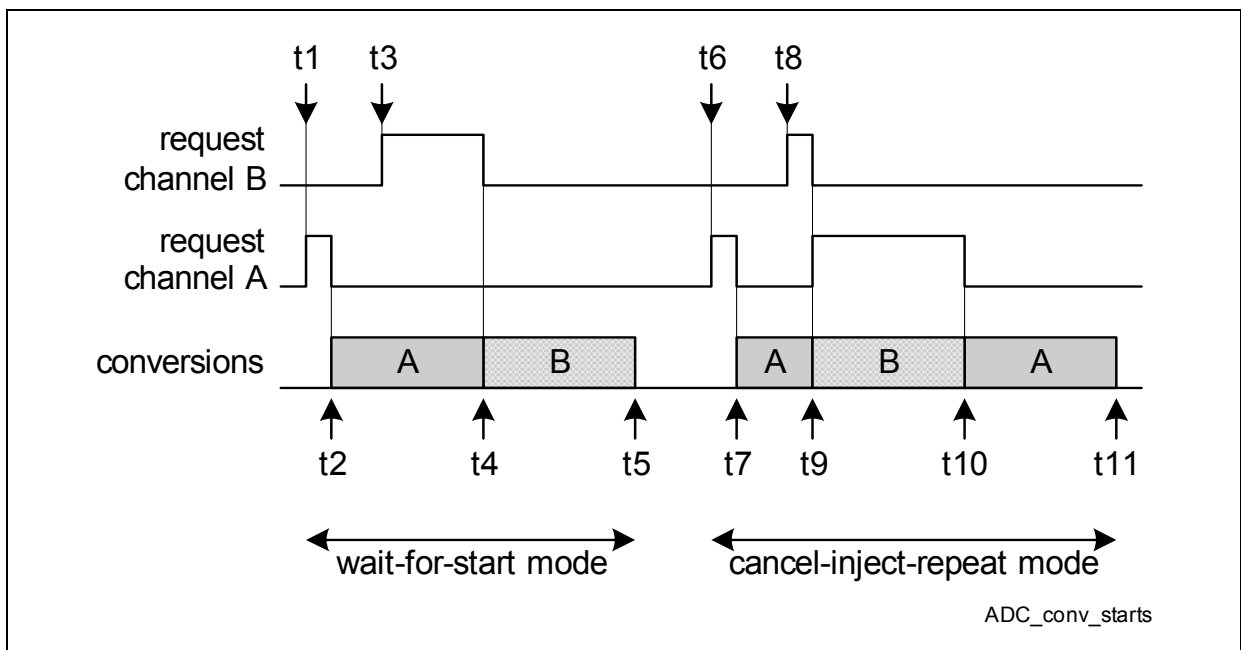 t1 t3 t6 t8
request
channel B
request
channel A
conversions A B A B A
t2 t4 t5 t7 t9 t10 t11
wait-for-start mode cancel-inject-repeat mode
ADC_conv_starts